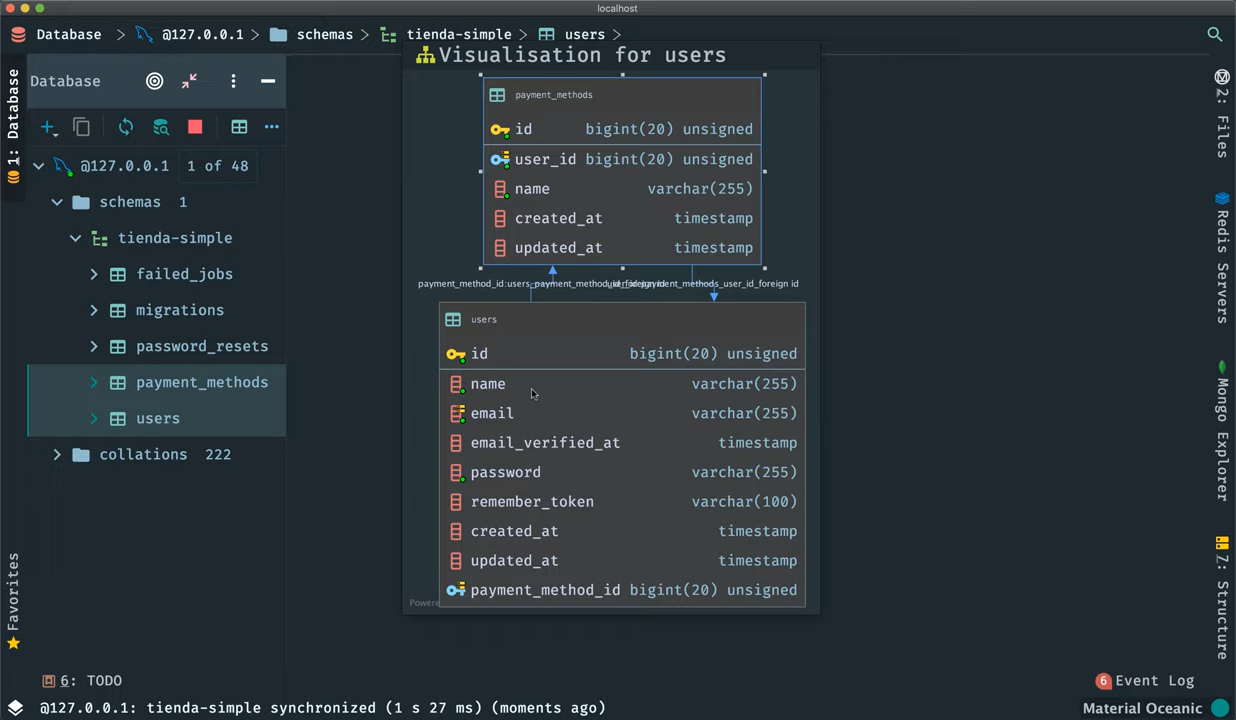 localhost
Database > @127.0.0.1 > schemas > tienda-simple > users >
Visualisation for users
1: Database
Database
@127.0.0.1 1 of 48
schemas 1
tienda-simple
failed_jobs
migrations
password_resets
payment_methods
users
collations 222
payment_methods
id bigint(20) unsigned
user_id bigint(20) unsigned
name varchar(255)
created_at timestamp
updated_at timestamp
users
id bigint(20) unsigned
name varchar(255)
email varchar(255)
email_verified_at timestamp
password varchar(255)
remember_token varchar(100)
created_at timestamp
updated_at timestamp
payment_method_id bigint(20) unsigned
Powere
2: Files
Redis Servers
Mongo Explorer
7: Structure
Favorites
6: TODO
6 Event Log
@127.0.0.1: tienda-simple synchronized (1 s 27 ms) (moments ago)
Material Oceanic